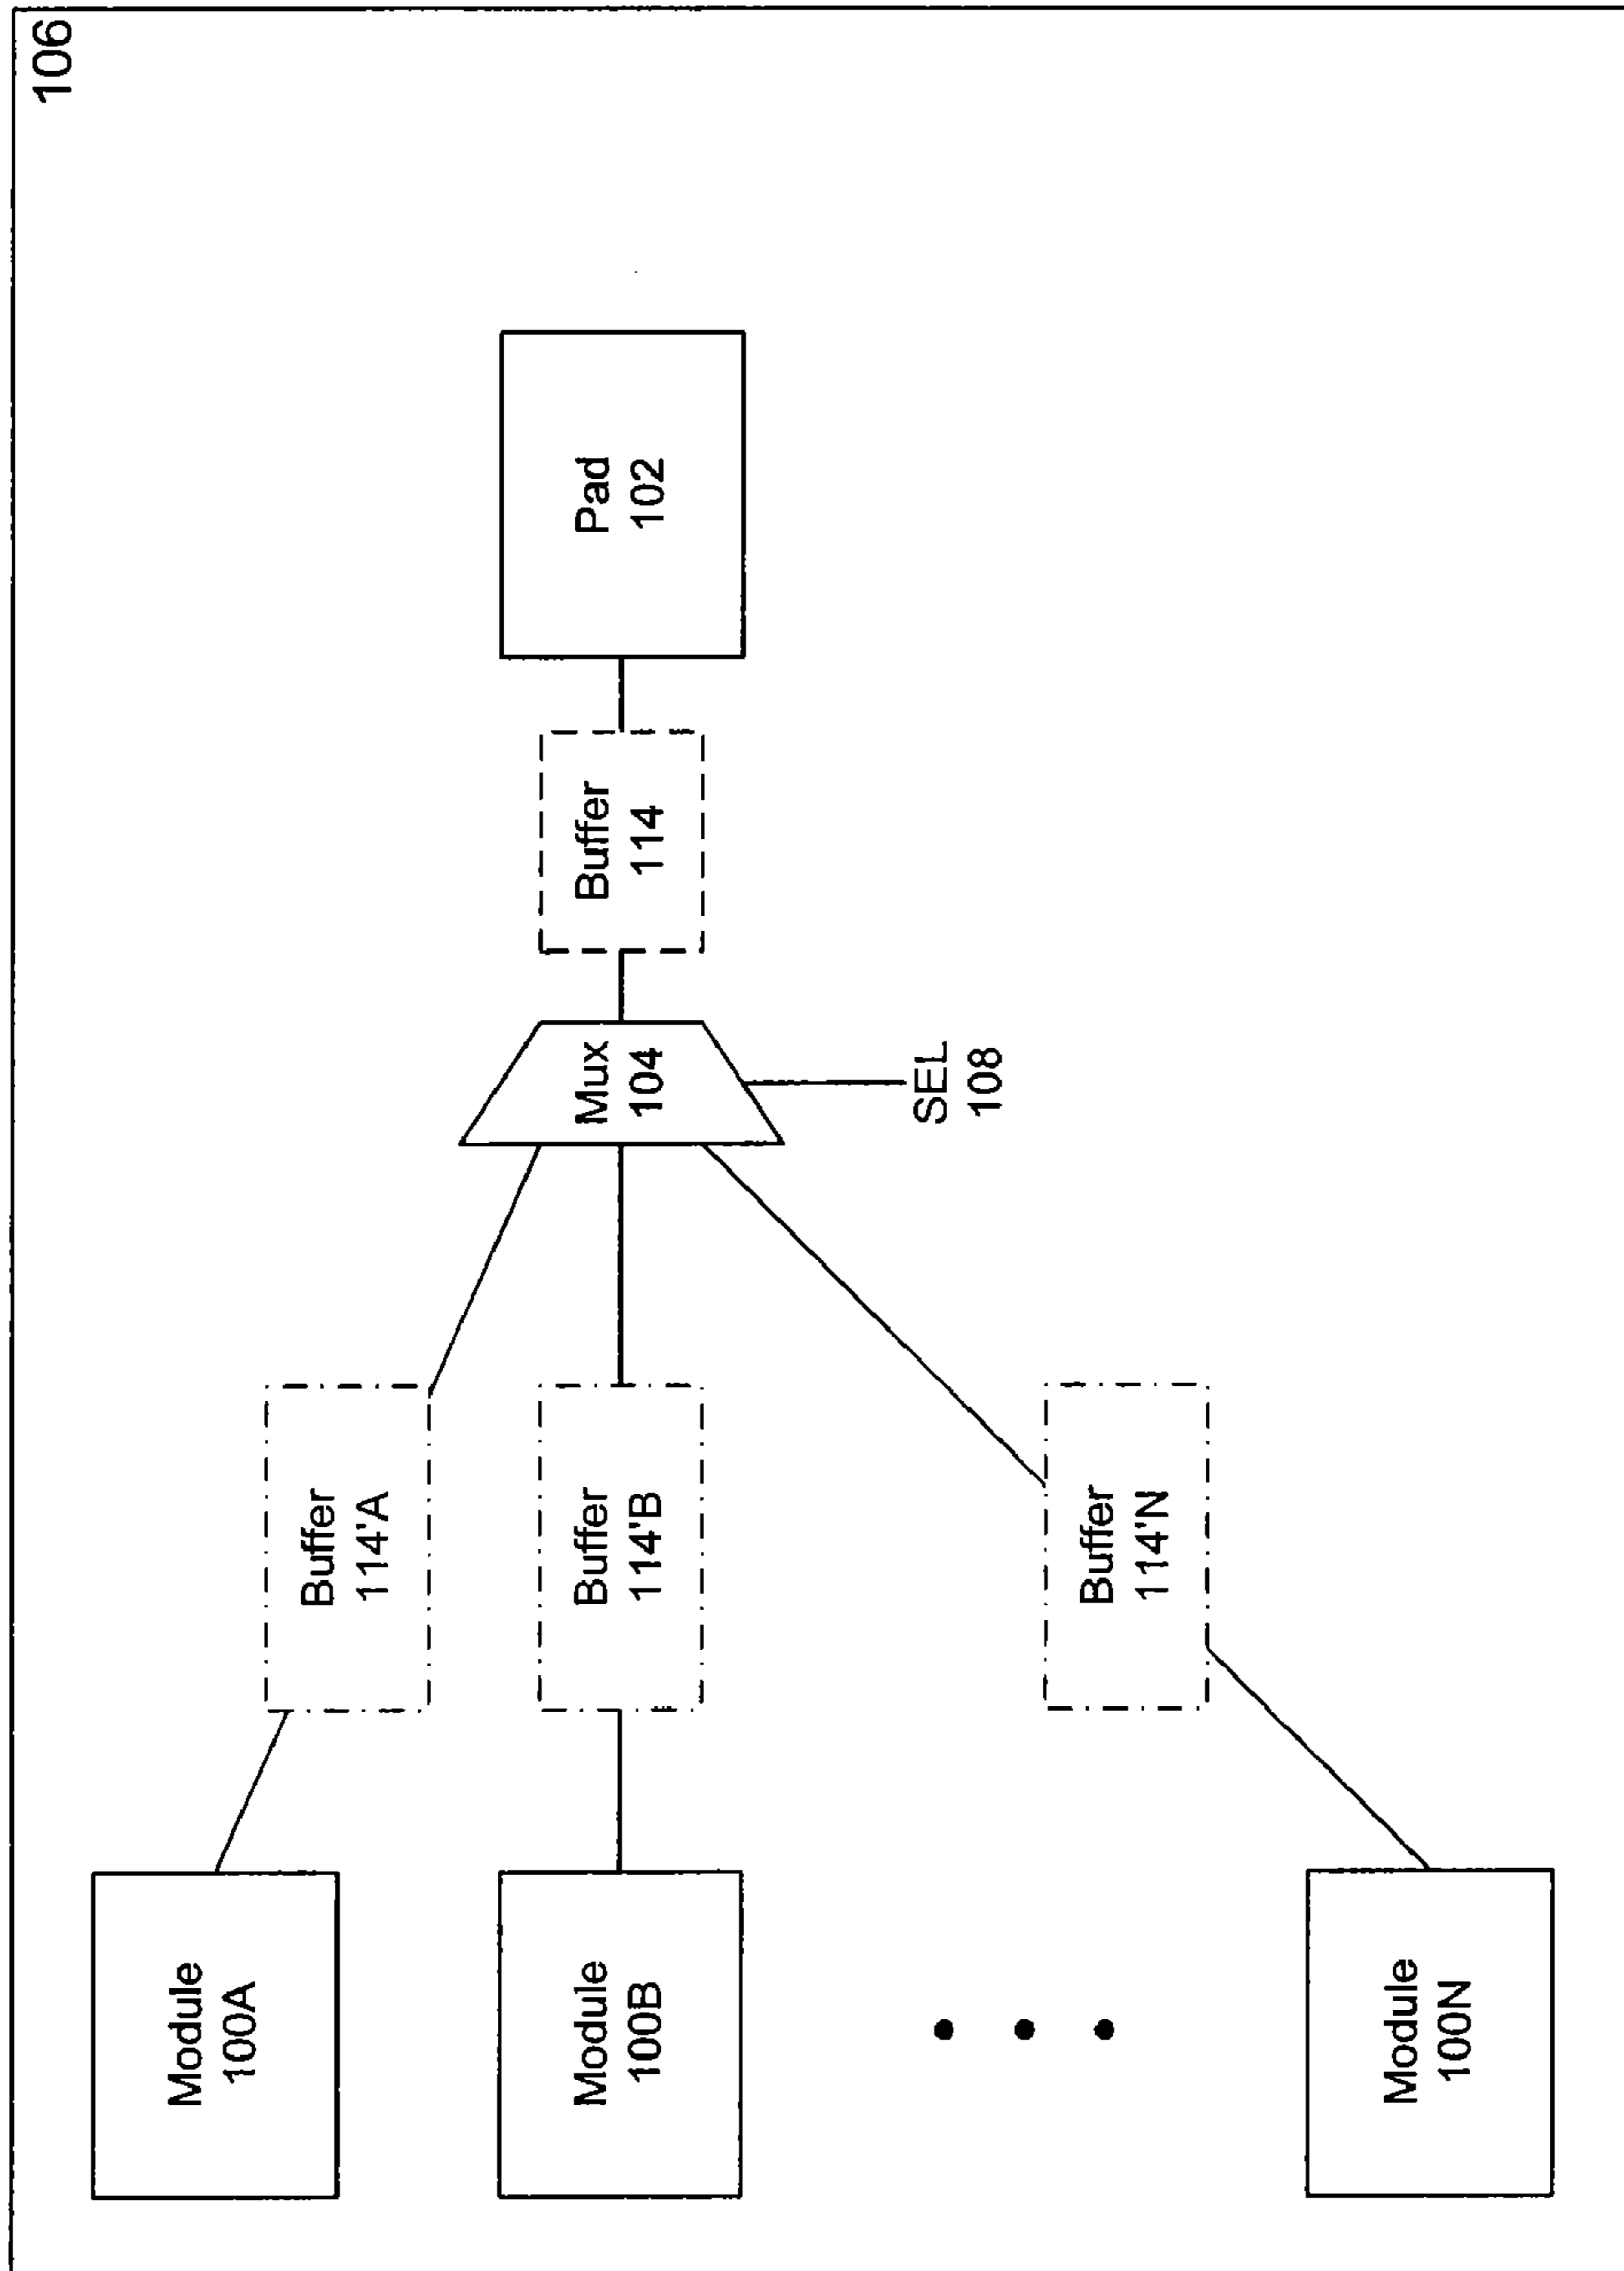 106
Module
100A
Buffer
114'A
Module
100B
Buffer
114'B
Mux
104
Buffer
114
Pad
102
SEL
108
Buffer
114'N
Module
100N